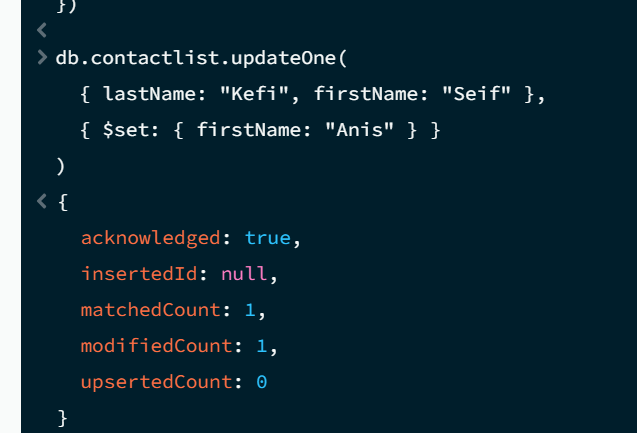 })
<
> db.contactlist.updateOne(
{ lastName: "Kefi", firstName: "Seif" },
{ $set: { firstName: "Anis" } }
)
< {
acknowledged: true,
insertedId: null,
matchedCount: 1,
modifiedCount: 1,
upsertedCount: 0
}